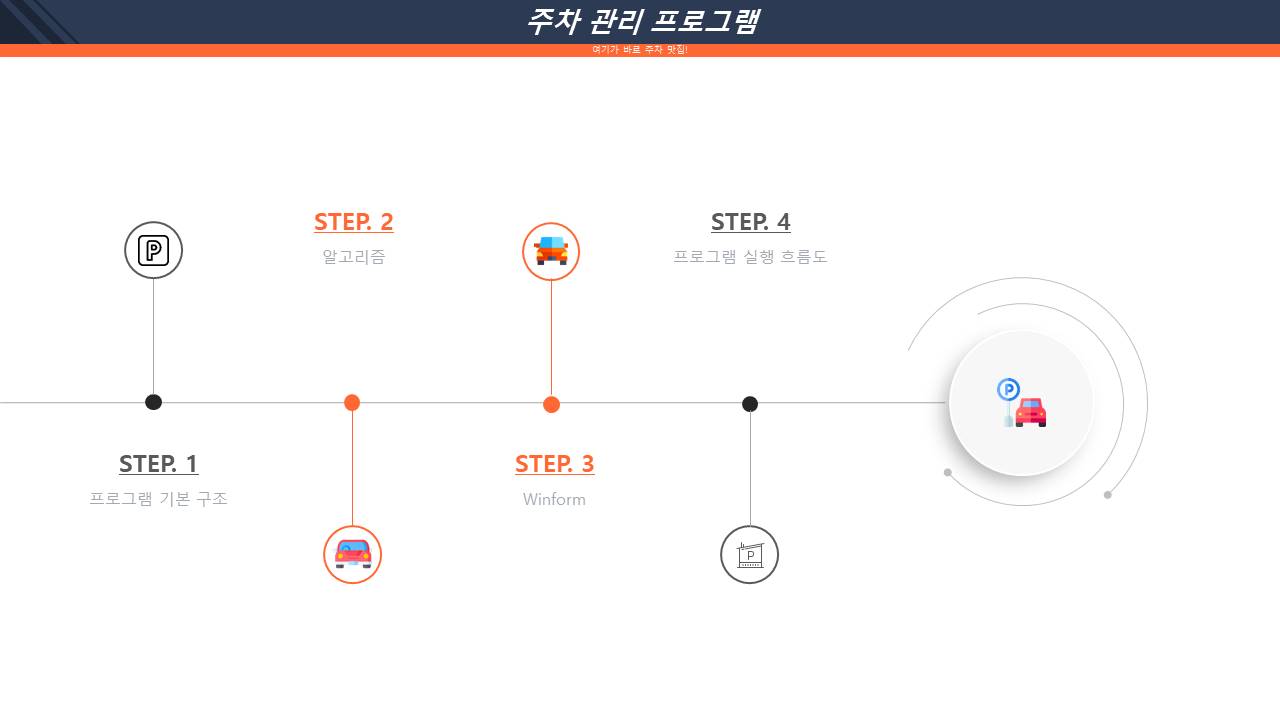 주차 관리 프로그램
여기가 바로 주차 맛집!
STEP. 1
프로그램 기본 구조
STEP. 2
알고리즘
STEP. 3
Winform
STEP. 4
프로그램 실행 흐름도
P
P
P